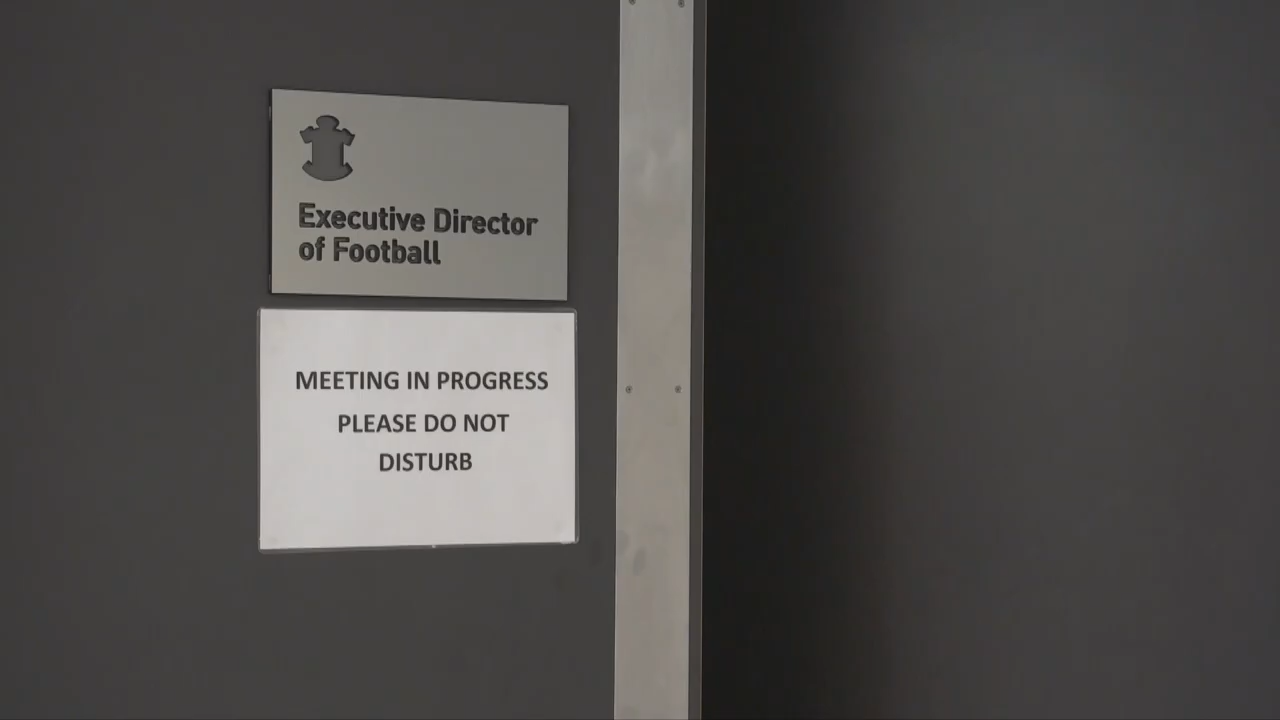 Executive Director
of Football
MEETING IN PROGRESS
PLEASE DO NOT
DISTURB